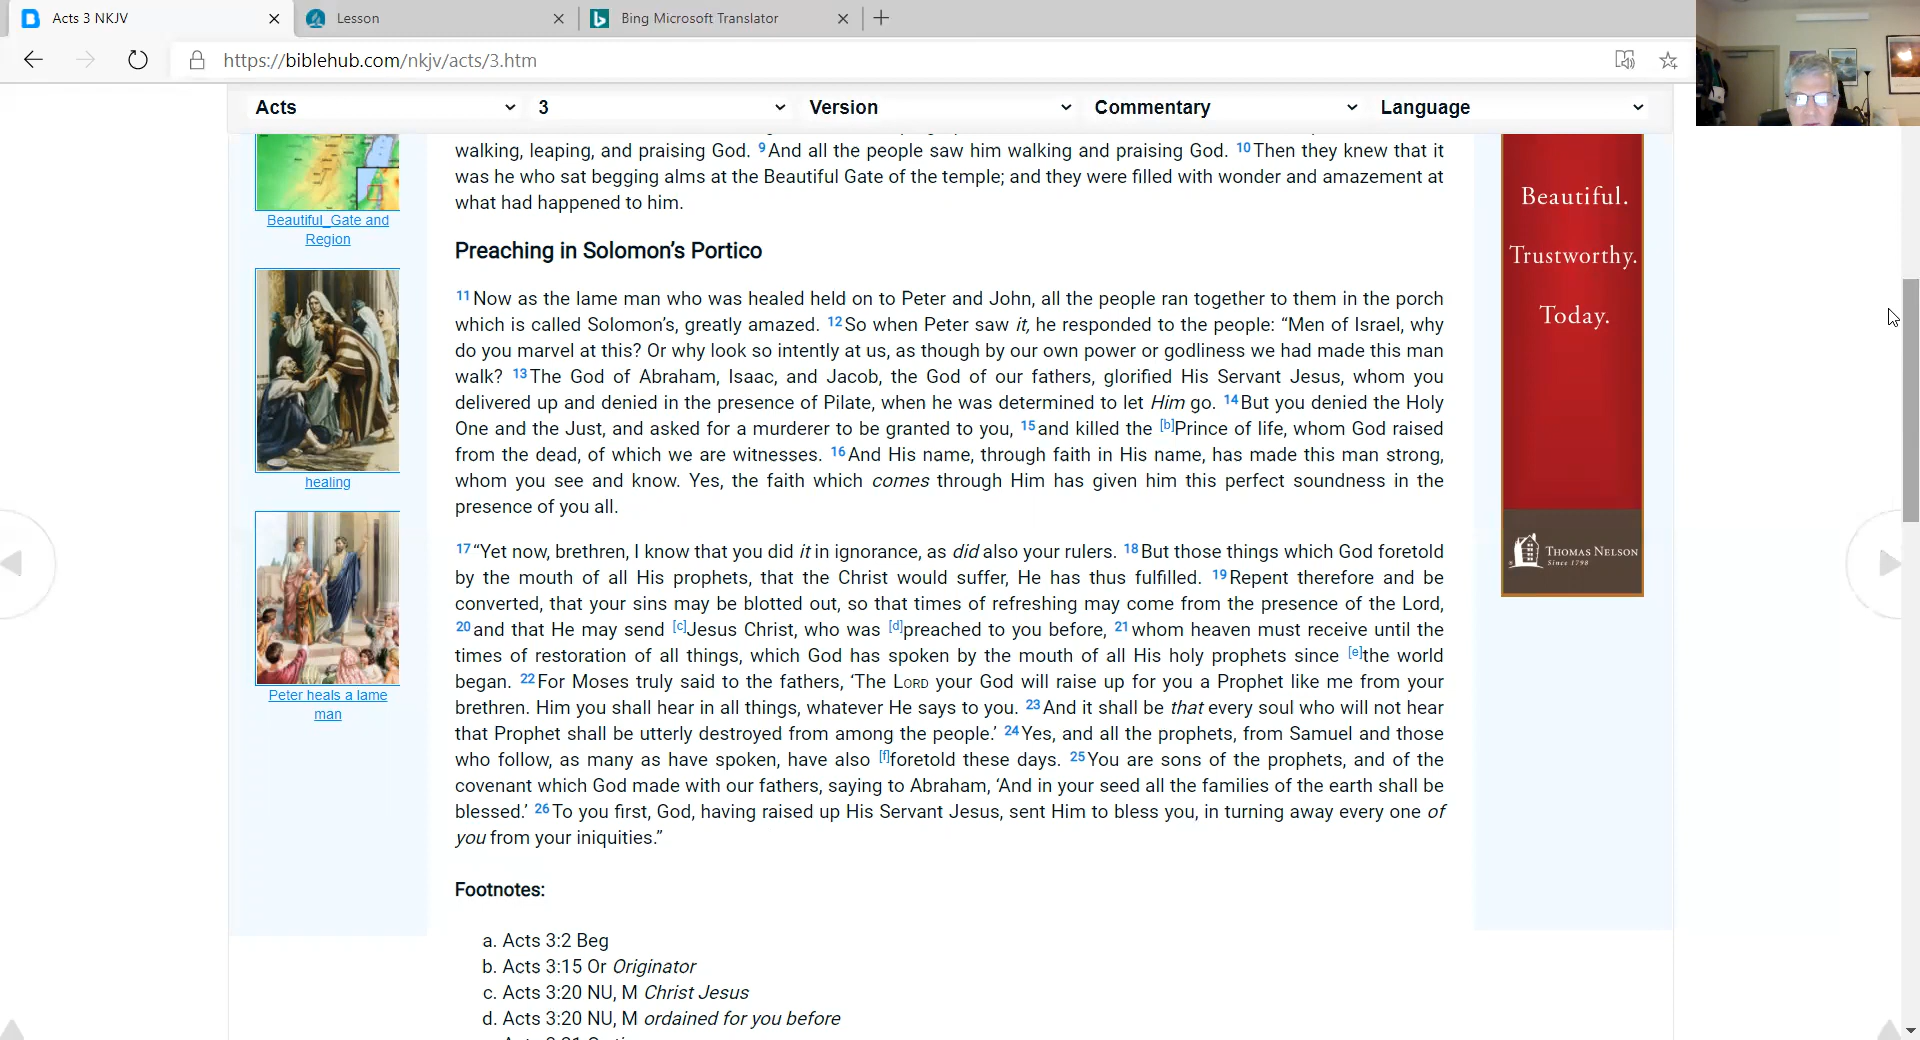 Acts 3 NKJV
Lesson
Bing Microsoft Translator
https://biblehub.com/nkjv/acts/3.htm
Acts
3
Version
Commentary
Language
walking, leaping, and praising God. 9 And all the people saw him walking and praising God. 10 Then they knew that it
was he who sat begging alms at the Beautiful Gate of the temple; and they were filled with wonder and amazement at
what had happened to him.
Beautiful_Gate and
Region
Preaching in Solomon's Portico
11 Now as the lame man who was healed held on to Peter and John, all the people ran together to them in the porch
which is called Solomon's, greatly amazed. 12 So when Peter saw it, he responded to the people: “Men of Israel, why
do you marvel at this? Or why look so intently at us, as though by our own power or godliness we had made this man
walk? 13 The God of Abraham, Isaac, and Jacob, the God of our fathers, glorified His Servant Jesus, whom you
delivered up and denied in the presence of Pilate, when he was determined to let Him go. 14 But you denied the Holy
One and the Just, and asked for a murderer to be granted to you, 15 and killed the [b]Prince of life, whom God raised
from the dead, of which we are witnesses. 16 And His name, through faith in His name, has made this man strong,
whom you see and know. Yes, the faith which comes through Him has given him this perfect soundness in the
presence of you all.
healing
17 “Yet now, brethren, I know that you did it in ignorance, as did also your rulers. 18 But those things which God foretold
by the mouth of all His prophets, that the Christ would suffer, He has thus fulfilled. 19 Repent therefore and be
converted, that your sins may be blotted out, so that times of refreshing may come from the presence of the Lord,
20 and that He may send [c]Jesus Christ, who was [d]preached to you before, 21 whom heaven must receive until the
times of restoration of all things, which God has spoken by the mouth of all His holy prophets since [e]the world
began. 22 For Moses truly said to the fathers, ‘The LORD your God will raise up for you a Prophet like me from your
brethren. Him you shall hear in all things, whatever He says to you. 23 And it shall be that every soul who will not hear
that Prophet shall be utterly destroyed from among the people.’ 24 Yes, and all the prophets, from Samuel and those
who follow, as many as have spoken, have also [f]foretold these days. 25 You are sons of the prophets, and of the
covenant which God made with our fathers, saying to Abraham, ‘And in your seed all the families of the earth shall be
blessed.’ 26 To you first, God, having raised up His Servant Jesus, sent Him to bless you, in turning away every one of
you from your iniquities.”
Peter heals a lame
man
Footnotes:
a. Acts 3:2 Beg
b. Acts 3:15 Or Originator
c. Acts 3:20 NU, M Christ Jesus
d. Acts 3:20 NU, M ordained for you before
Beautiful.
Trustworthy.
Today.
THOMAS NELSON
Since 1798